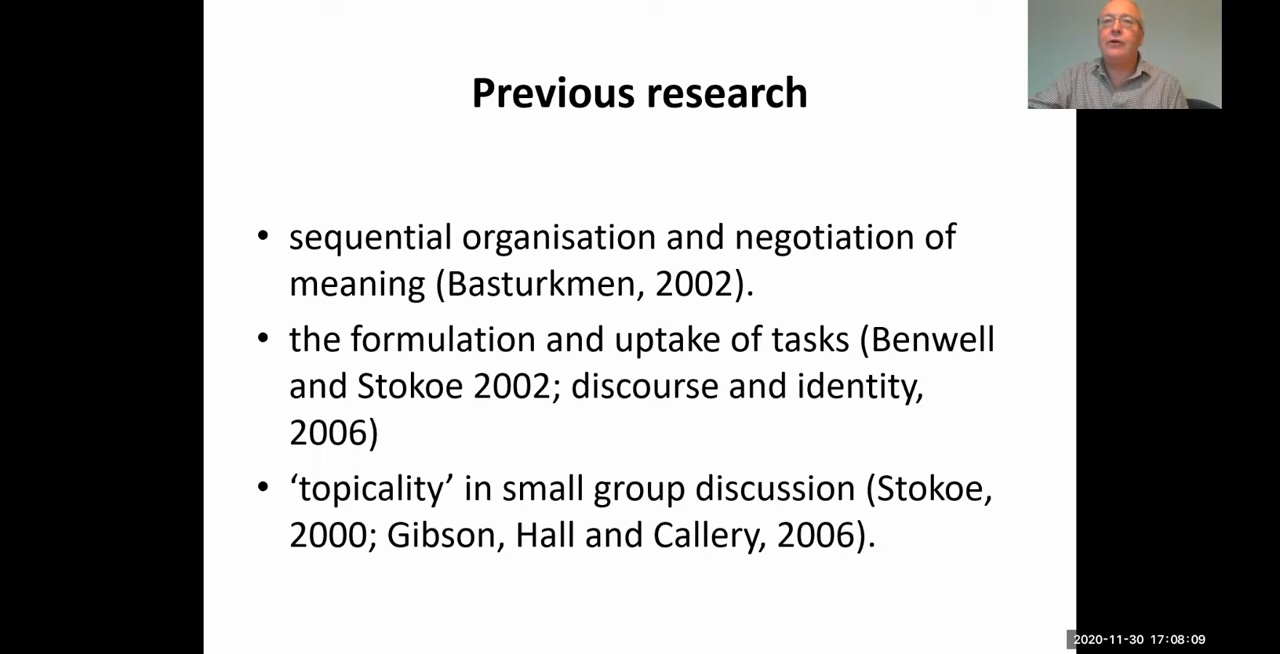 Previous research
• sequential organisation and negotiation of
meaning (Basturkmen, 2002).
• the formulation and uptake of tasks (Benwell
and Stokoe 2002; discourse and identity,
2006)
• ‘topicality’ in small group discussion (Stokoe,
2000; Gibson, Hall and Callery, 2006).
2020-11-30 17:08:09